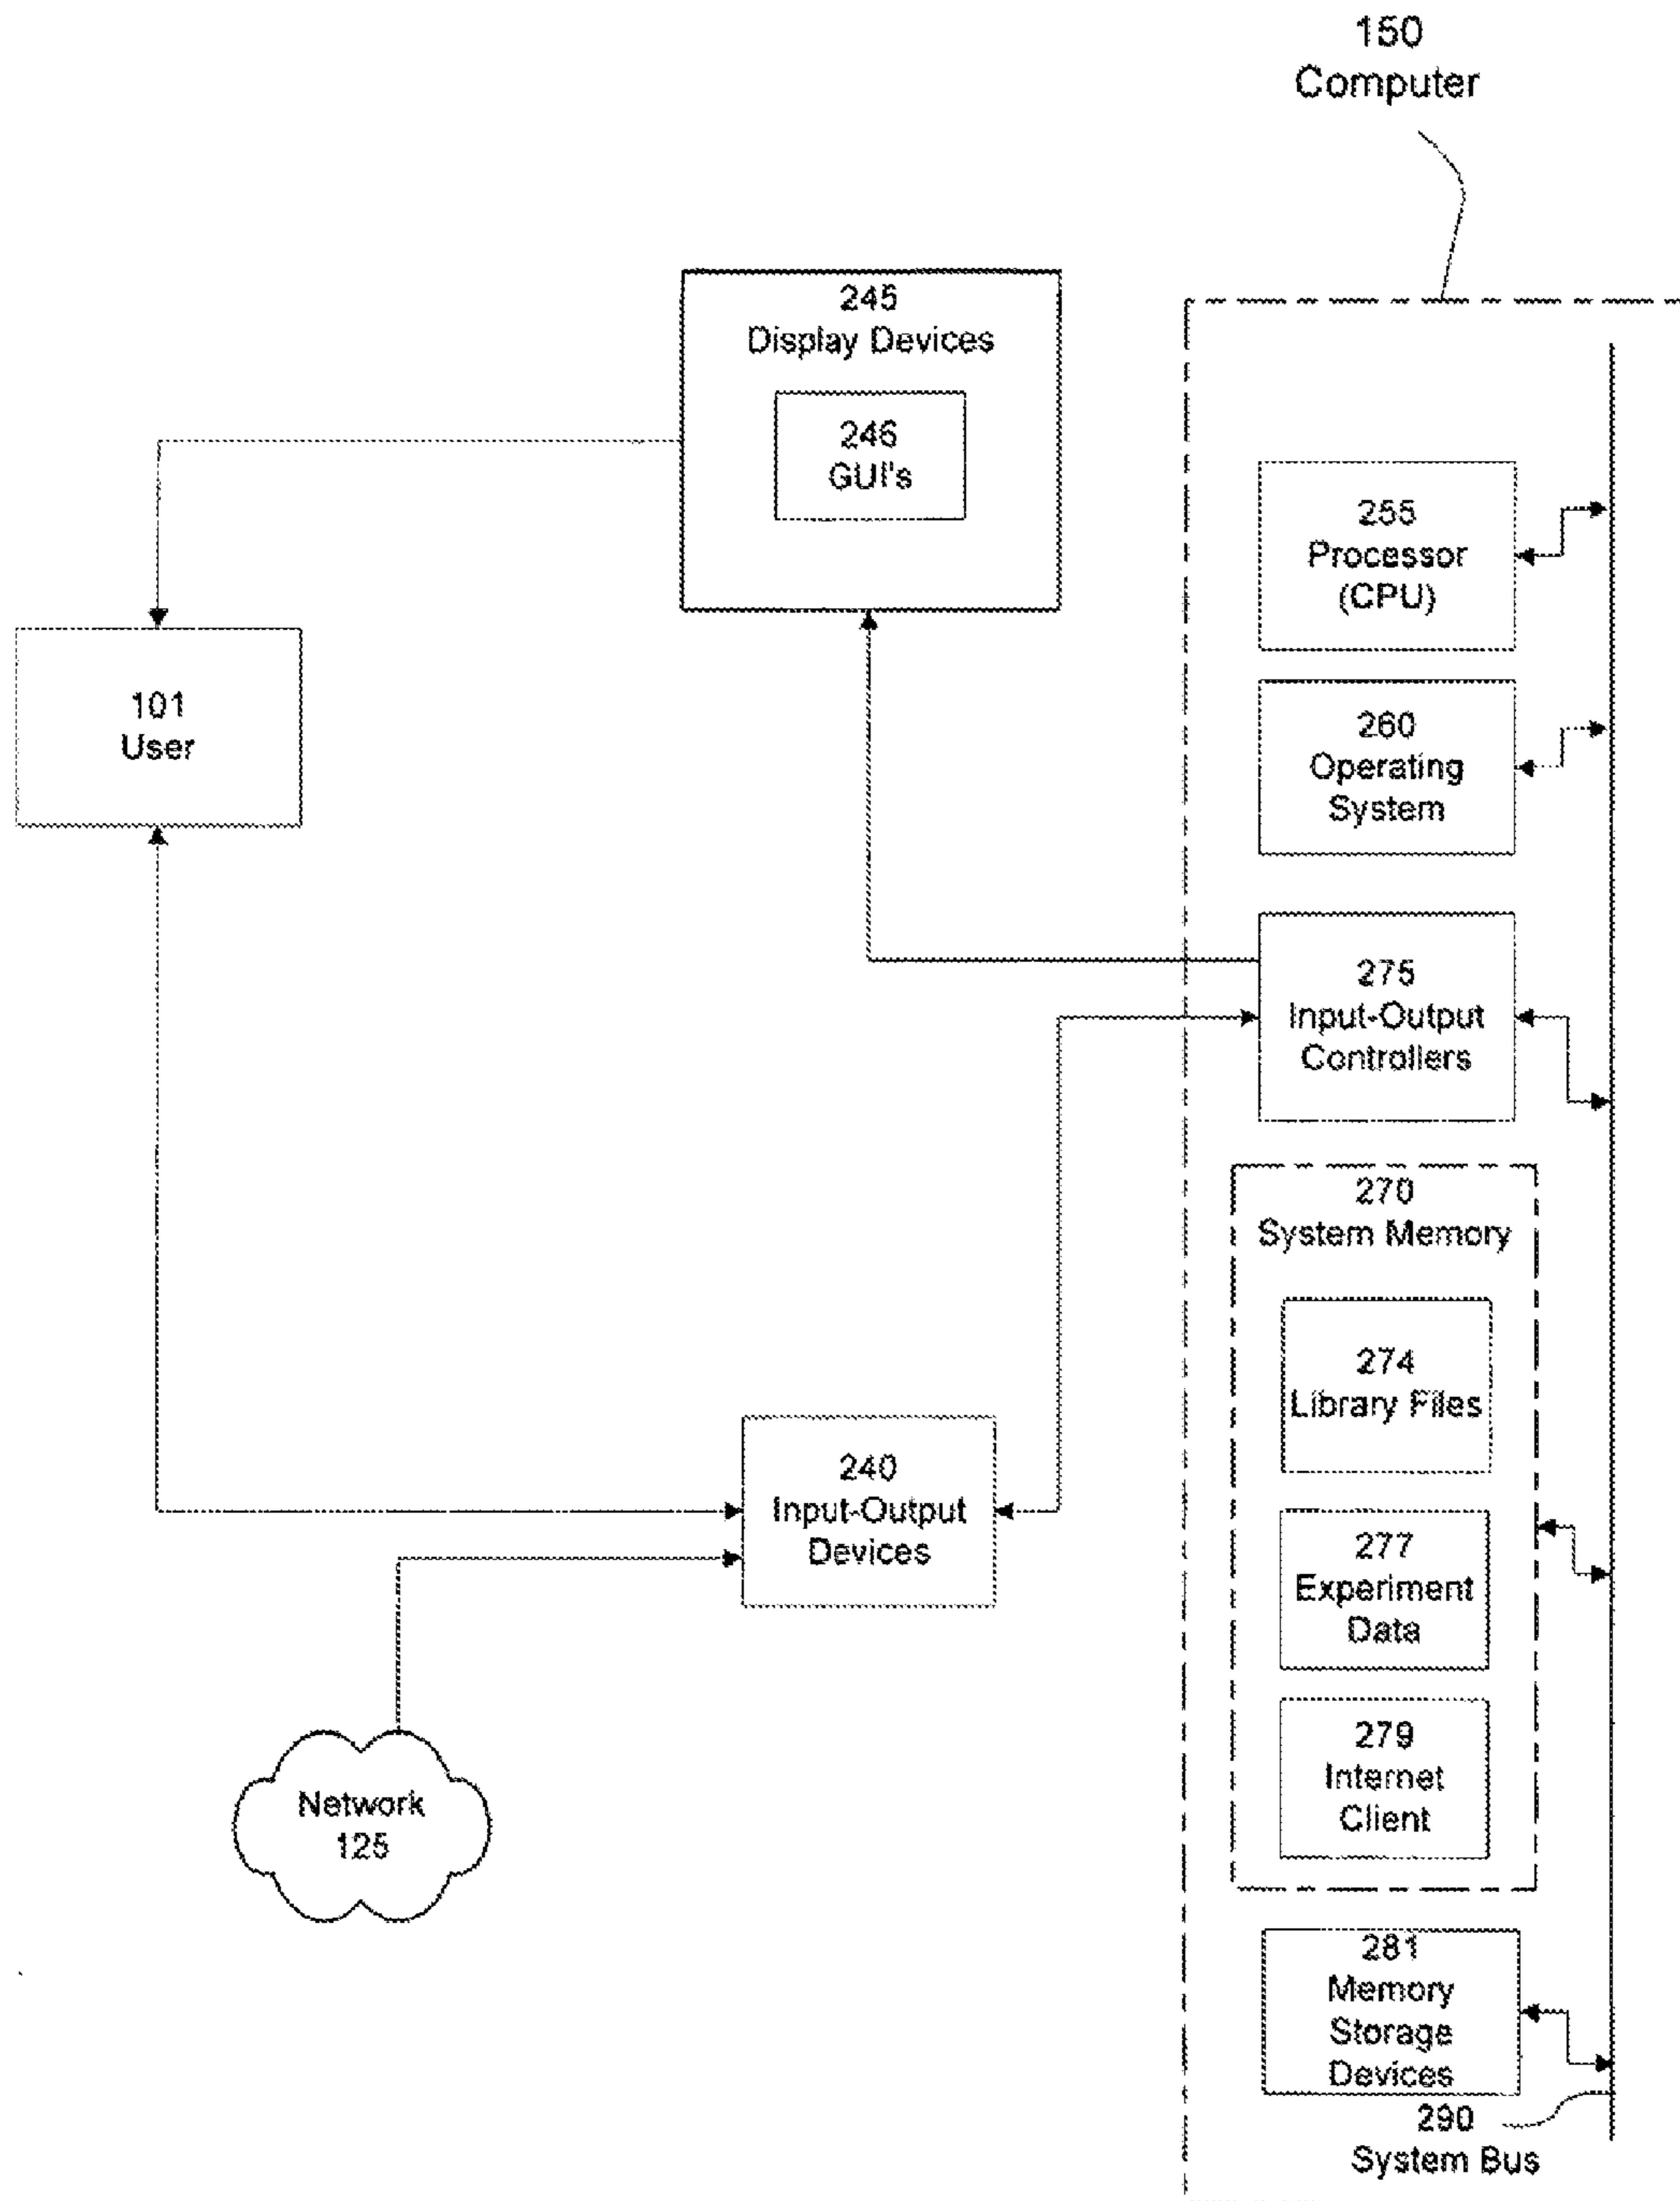 150
Computer
245
Display Devices
246
GUI's
255
Processor
(CPU)
101
User
260
Operating
System
275
Input-Output
Controllers
270
System Memory
274
Library Files
240
Input-Output
Devices
277
Experiment
Data
279
Internet
Client
Network
125
281
Memory
Storage
Devices
290
System Bus